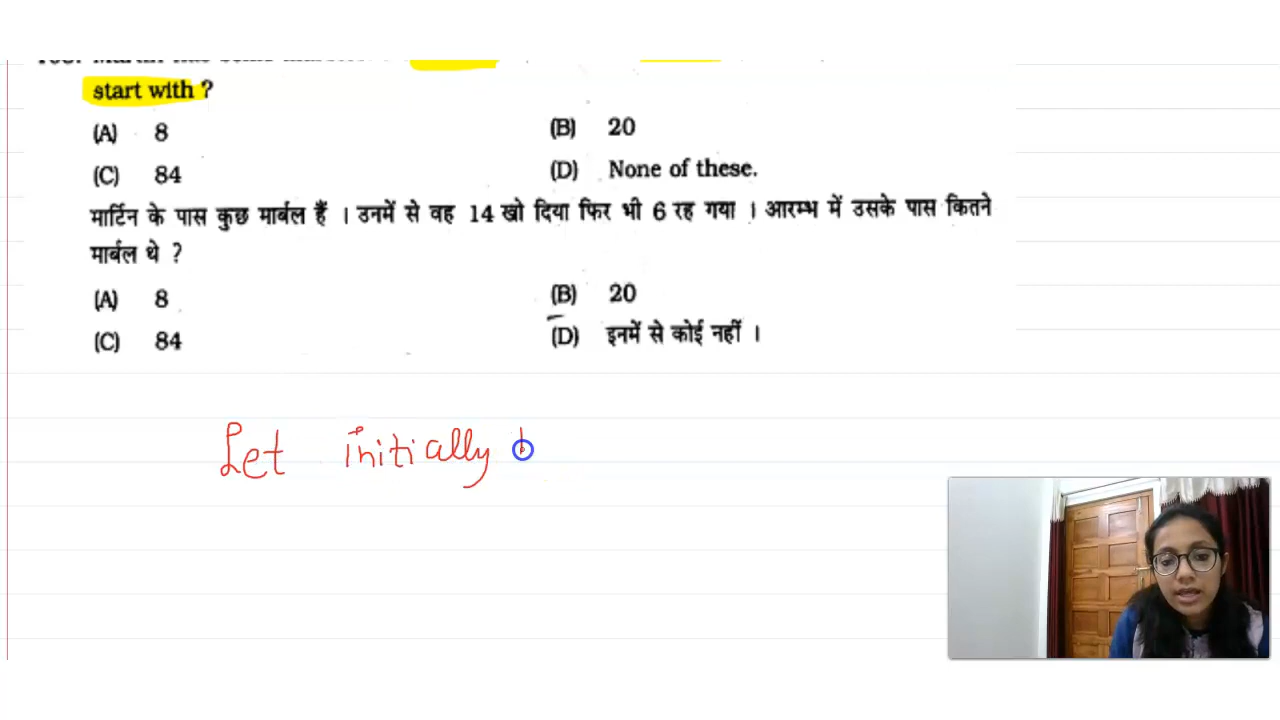 start with ?
(A) 8 (B) 20
(C) 84 (D) None of these.
मार्टिन के पास कुछ मार्बल हैं । उनमें से वह 14 खो दिया फिर भी 6 रह गया । आरम्भ में उसके पास कितने
मार्बल थे ?
(A) 8 (B) 20
(C) 84 (D) इनमें से कोई नहीं ।
Let initially